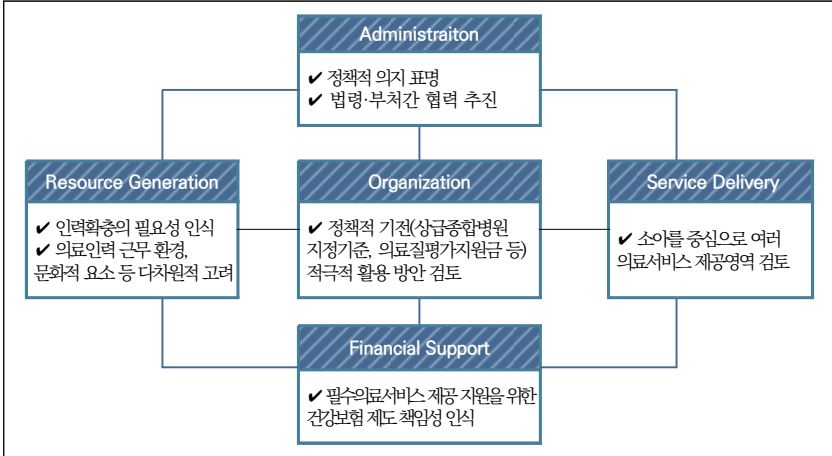 Administraiton
✔ 정책적 의지 표명
✔ 법령·부처간 협력 추진
Resource Generation
✔ 인력확충의 필요성 인식
✔ 의료인력 근무 환경,
문화적 요소 등 다차원적 고려
Organization
✔ 정책적 기전(상급종합병원
지정기준, 의료질평가지원금 등)
적극적 활용 방안 검토
Service Delivery
✔ 소아를 중심으로 여러
의료서비스 제공영역 검토
Financial Support
✔ 필수의료서비스 제공 지원을 위한
건강보험 제도 책임성 인식